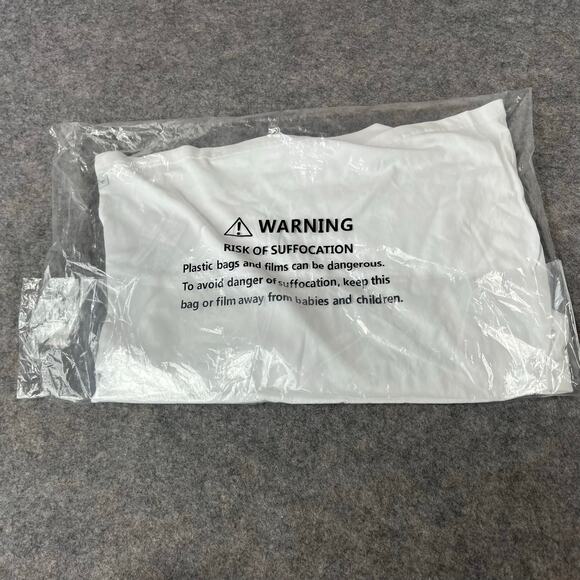 WARNING
RISK OF SUFFOCATION
Plastic bags and films can be dangerous.
To avoid danger of suffocation, keep this
bag or film away from babies and children.